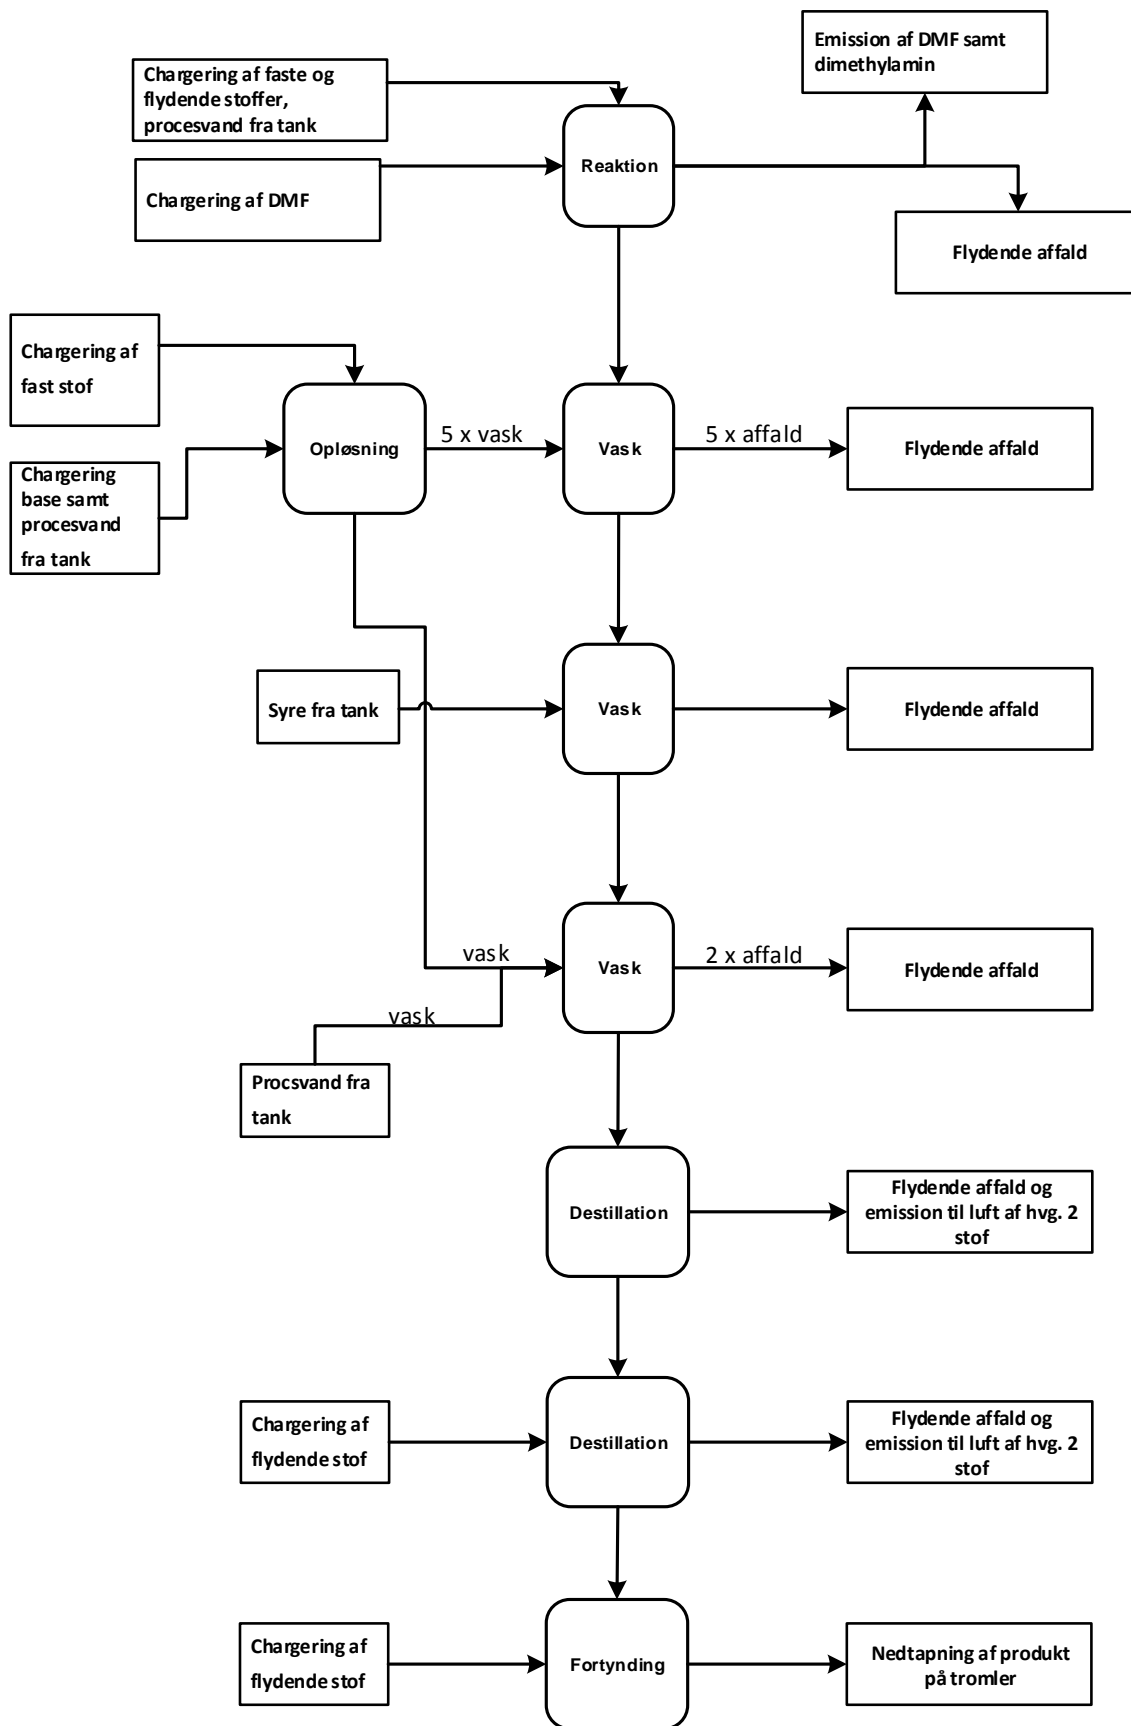 Emission af DMF samt
dimethylamin
Chargering af faste og
flydende stoffer,
procesvand fra tank
Reaktion
Chargering af DMF
Flydende affald
Chargering af
fast stof
Opløsning
5 x vask
Vask
5 x affald
Flydende affald
Chargering
base samt
procesvand
fra tank
Syre fra tank
Vask
Flydende affald
vask
Vask
2 x affald
Flydende affald
vask
Procsvand fra
tank
Destillation
Flydende affald og
emission til luft af hvg. 2
stof
Chargering af
flydende stof
Destillation
Flydende affald og
emission til luft af hvg. 2
stof
Chargering af
flydende stof
Fortynding
Nedtapning af produkt
på tromler